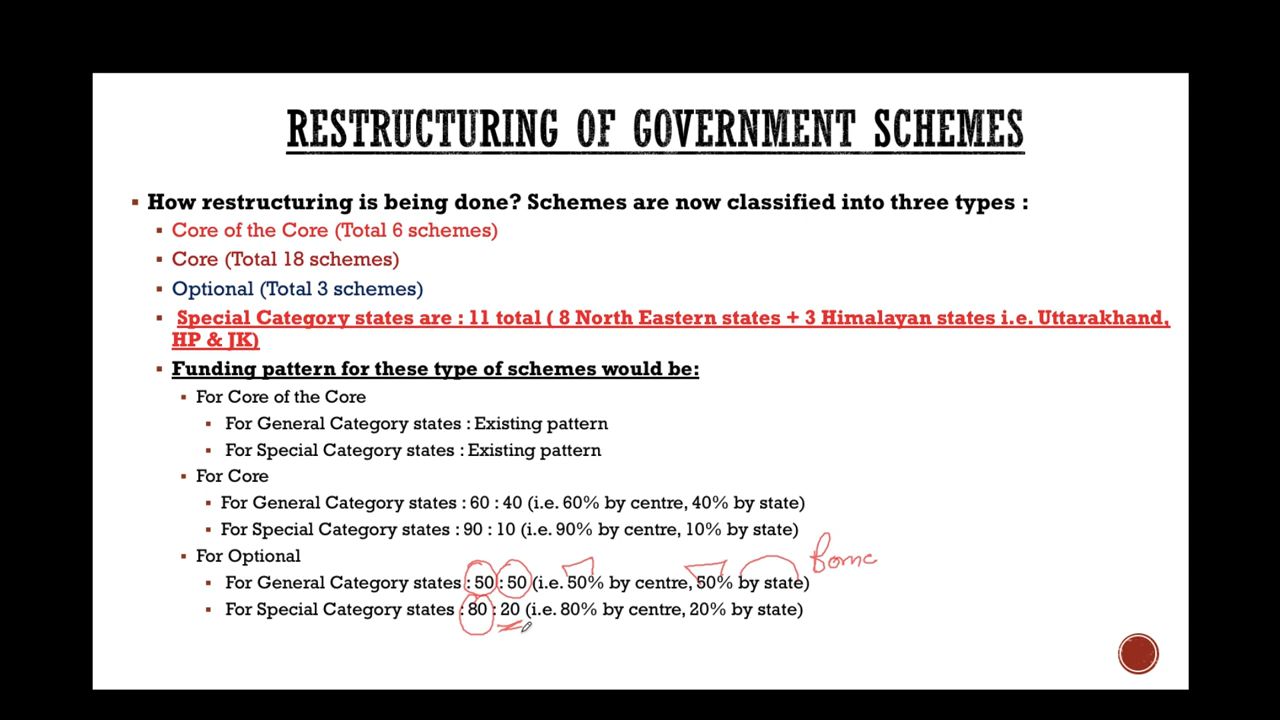 RESTRUCTURING OF GOVERNMENT SCHEMES
How restructuring is being done? Schemes are now classified into three types :
Core of the Core (Total 6 schemes)
Core (Total 18 schemes)
Optional (Total 3 schemes)
Special Category states are : 11 total ( 8 North Eastern states + 3 Himalayan states i.e. Uttarakhand,
HP & JK)
Funding pattern for these type of schemes would be:
For Core of the Core
For General Category states : Existing pattern
For Special Category states : Existing pattern
For Core
For General Category states : 60 : 40 (i.e. 60% by centre, 40% by state)
For Special Category states : 90 : 10 (i.e. 90% by centre, 10% by state)
For Optional
For General Category states : 50 : 50 (i.e. 50% by centre, 50% by state)
For Special Category states : 80 : 20 (i.e. 80% by centre, 20% by state)